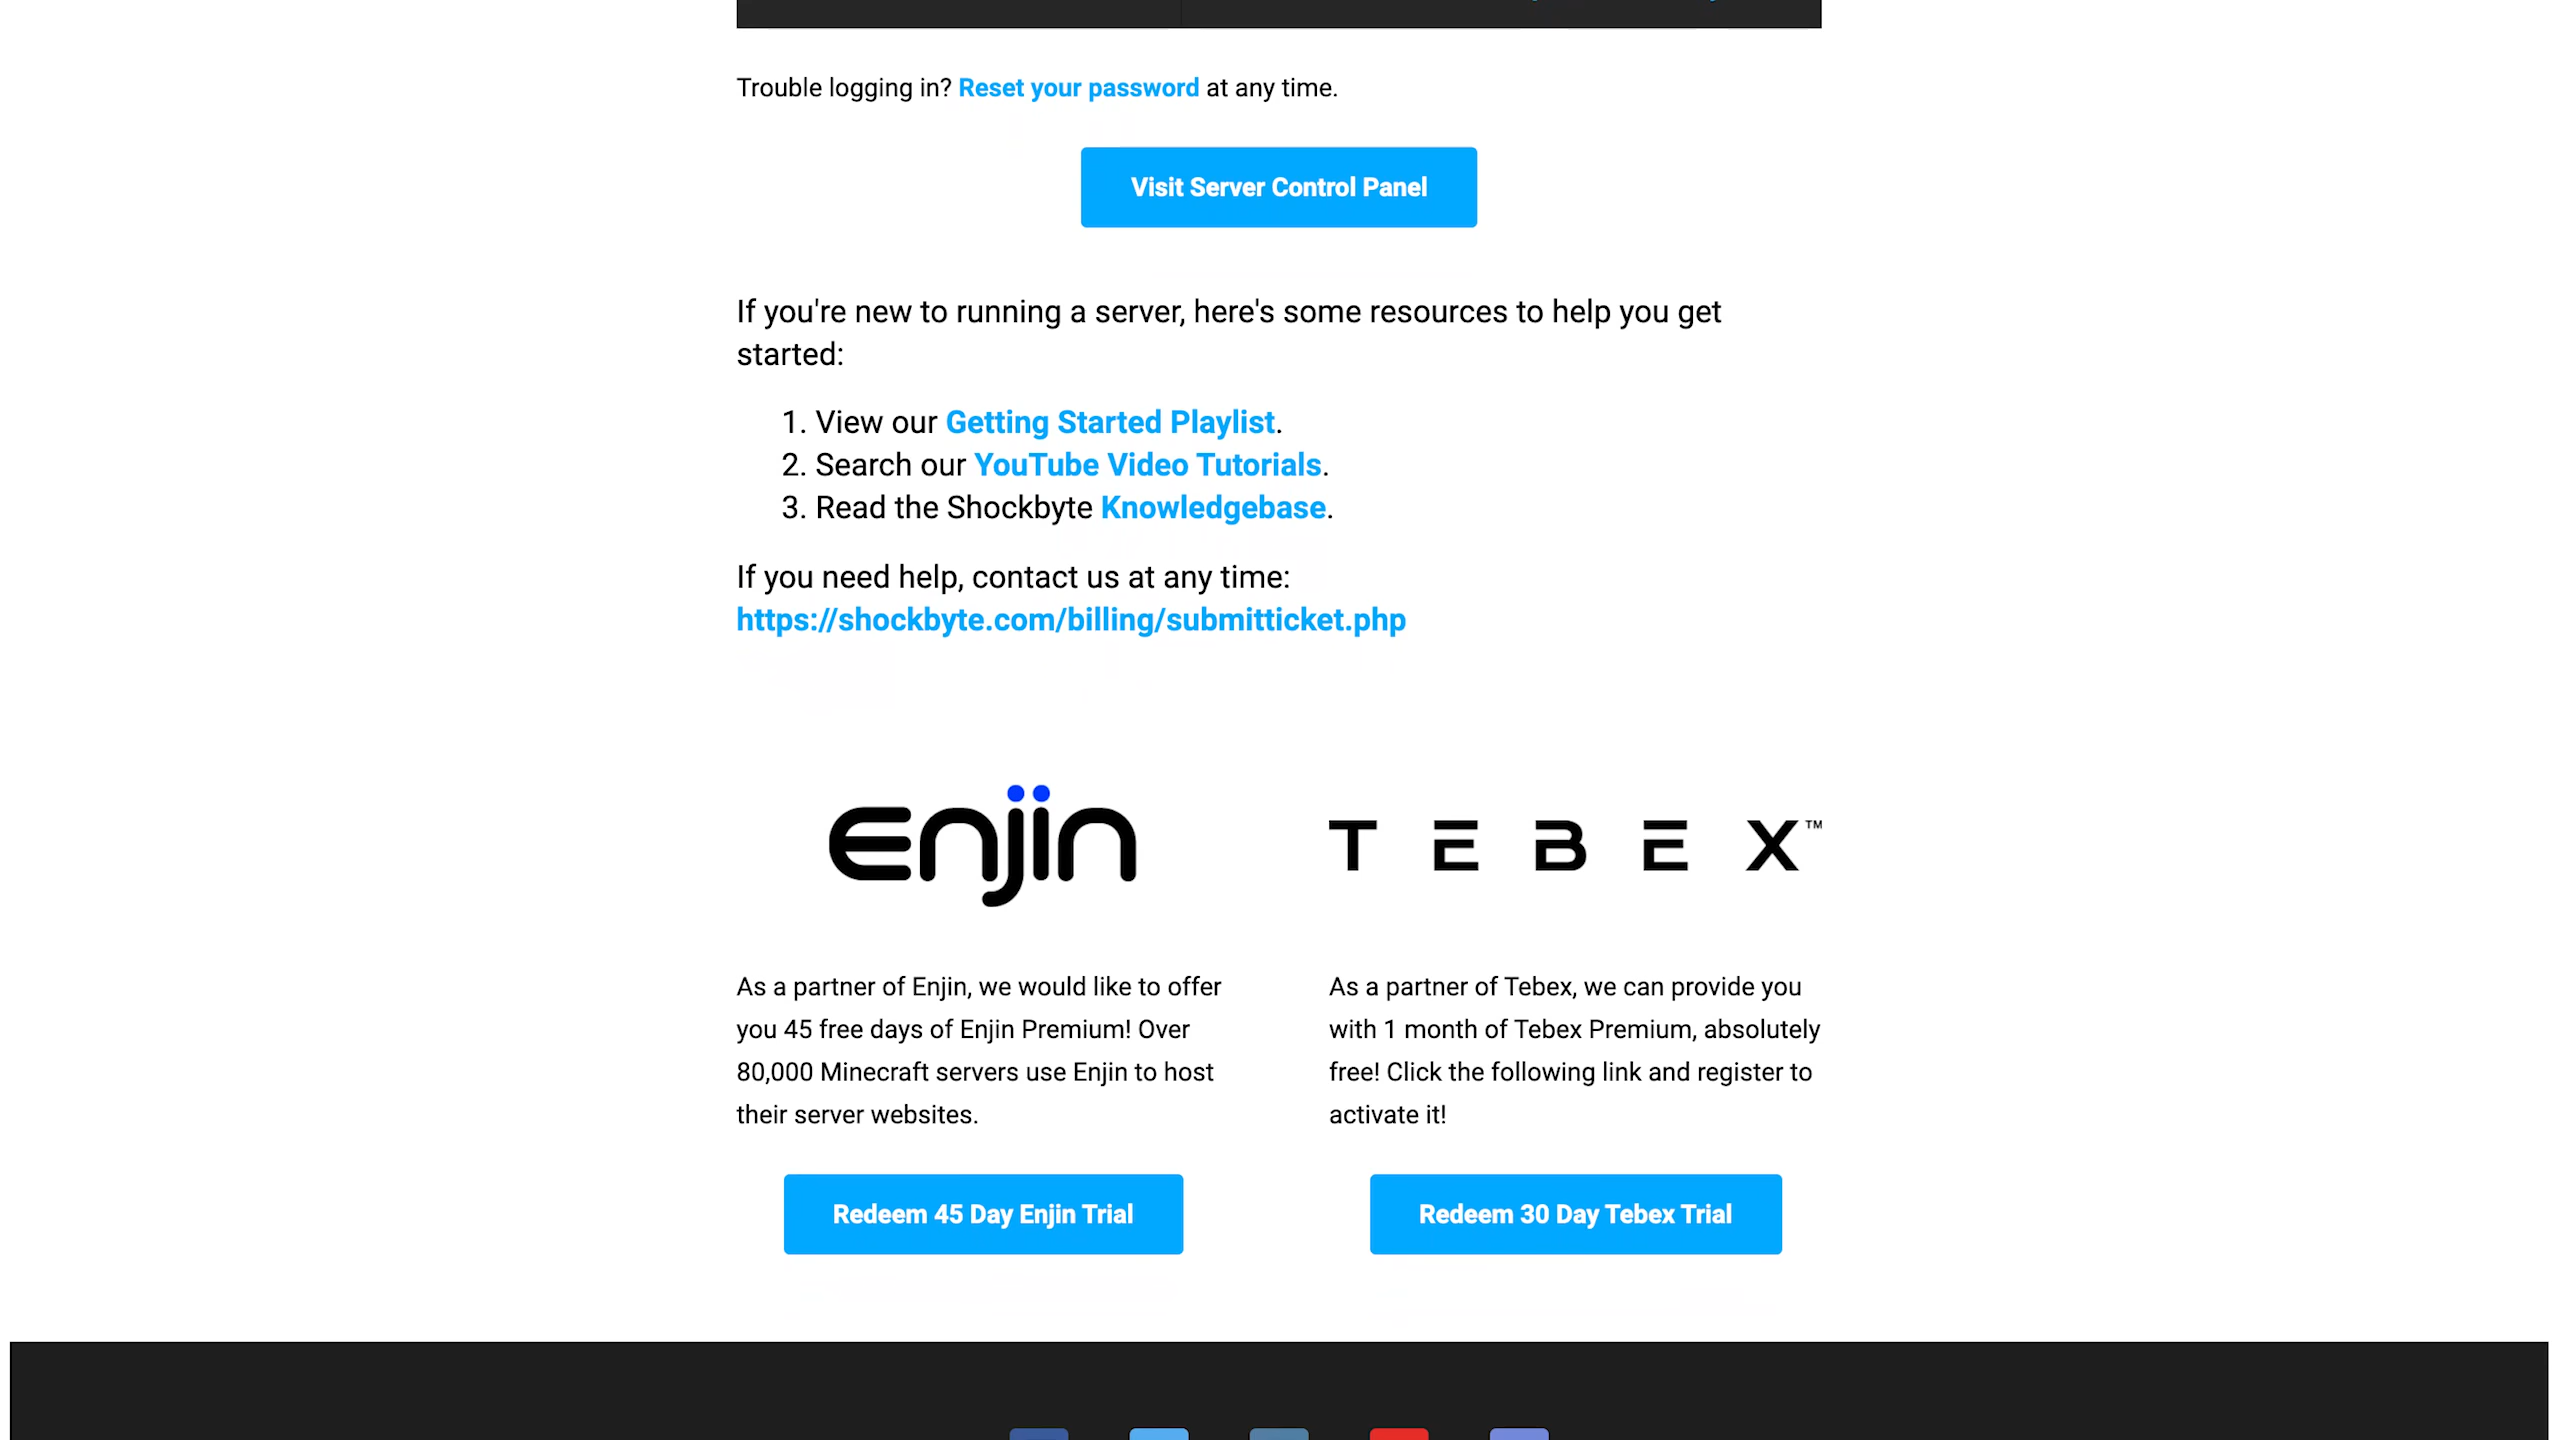 Trouble logging in? Reset your password at any time.
Visit Server Control Panel
If you're new to running a server, here's some resources to help you get
started:
1. View our Getting Started Playlist.
2. Search our YouTube Video Tutorials.
3. Read the Shockbyte Knowledgebase.
If you need help, contact us at any time:
https://shockbyte.com/billing/submitticket.php
enjin
TEBEX™
As a partner of Enjin, we would like to offer
you 45 free days of Enjin Premium! Over
80,000 Minecraft servers use Enjin to host
their server websites.
Redeem 45 Day Enjin Trial
As a partner of Tebex, we can provide you
with 1 month of Tebex Premium, absolutely
free! Click the following link and register to
activate it!
Redeem 30 Day Tebex Trial